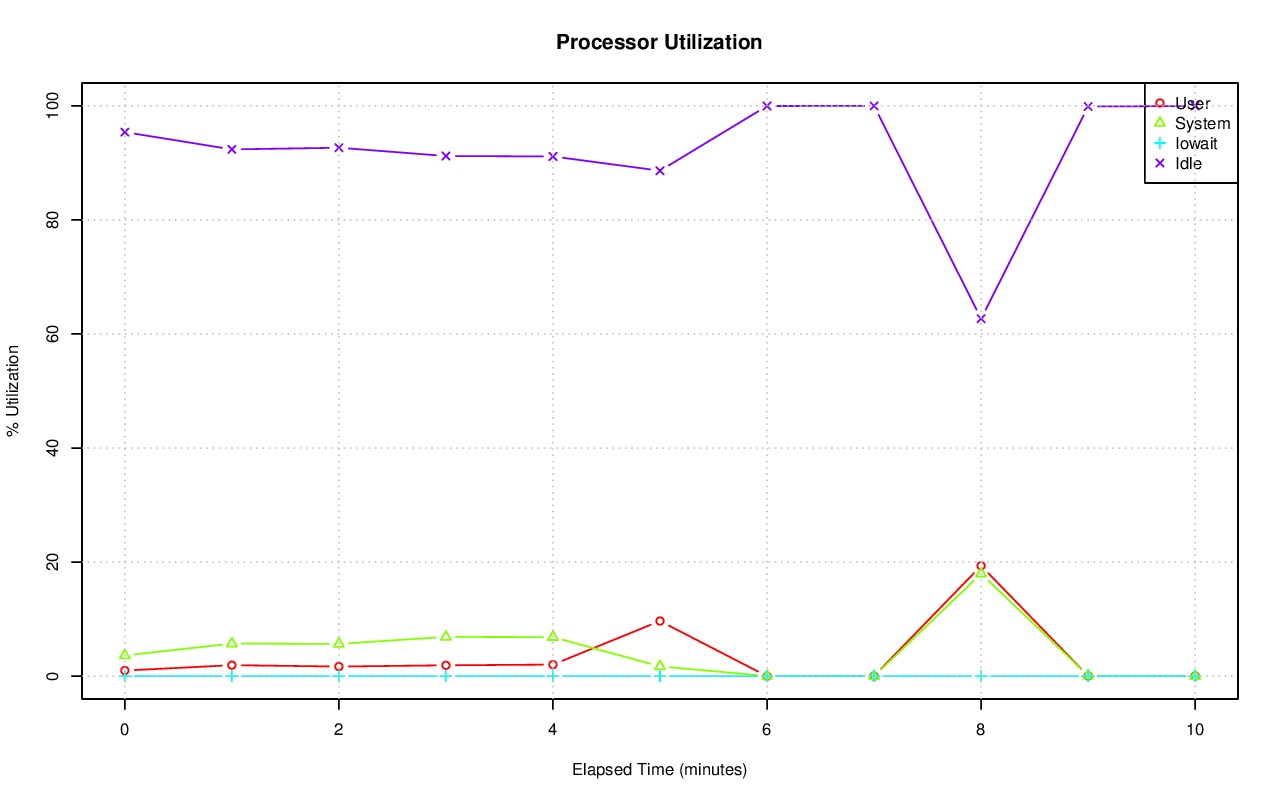 Processor Utilization
100
80
60
40
20
0
% Utilization
User
System
Iowait
Idle
0 2 4 6 8 10
Elapsed Time (minutes)